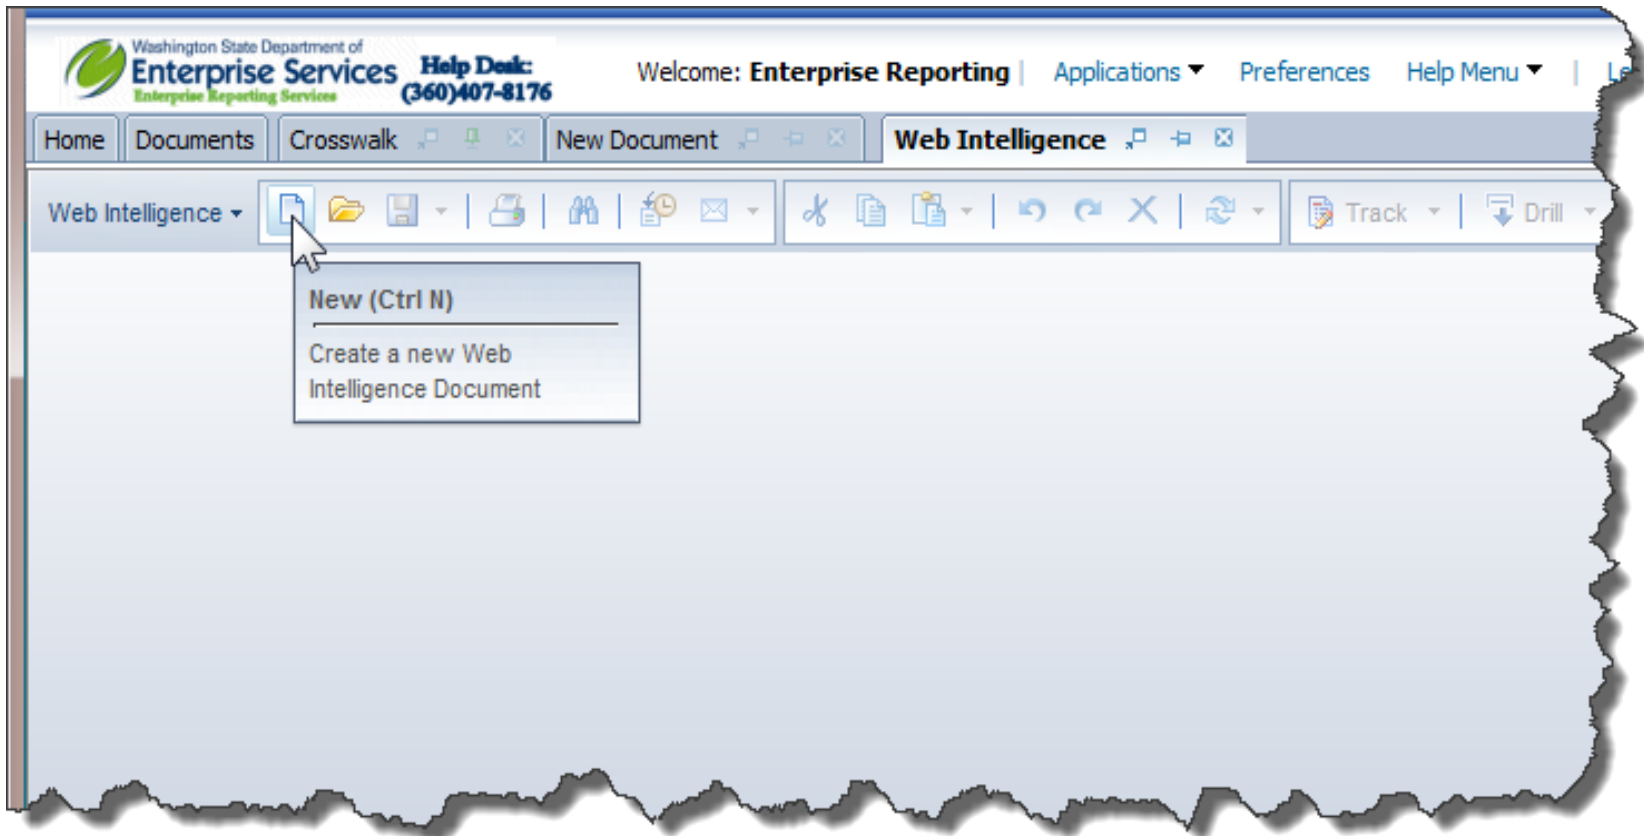 Washington State Department of
Enterprise Services
Enterprise Reporting Services
Help Desk:
(360)407-8176
Welcome: Enterprise Reporting | Applications Preferences Help Menu |
Home Documents Crosswalk New Document Web Intelligence
Web Intelligence Track Drill
New (Ctrl N)
Create a new Web
Intelligence Document